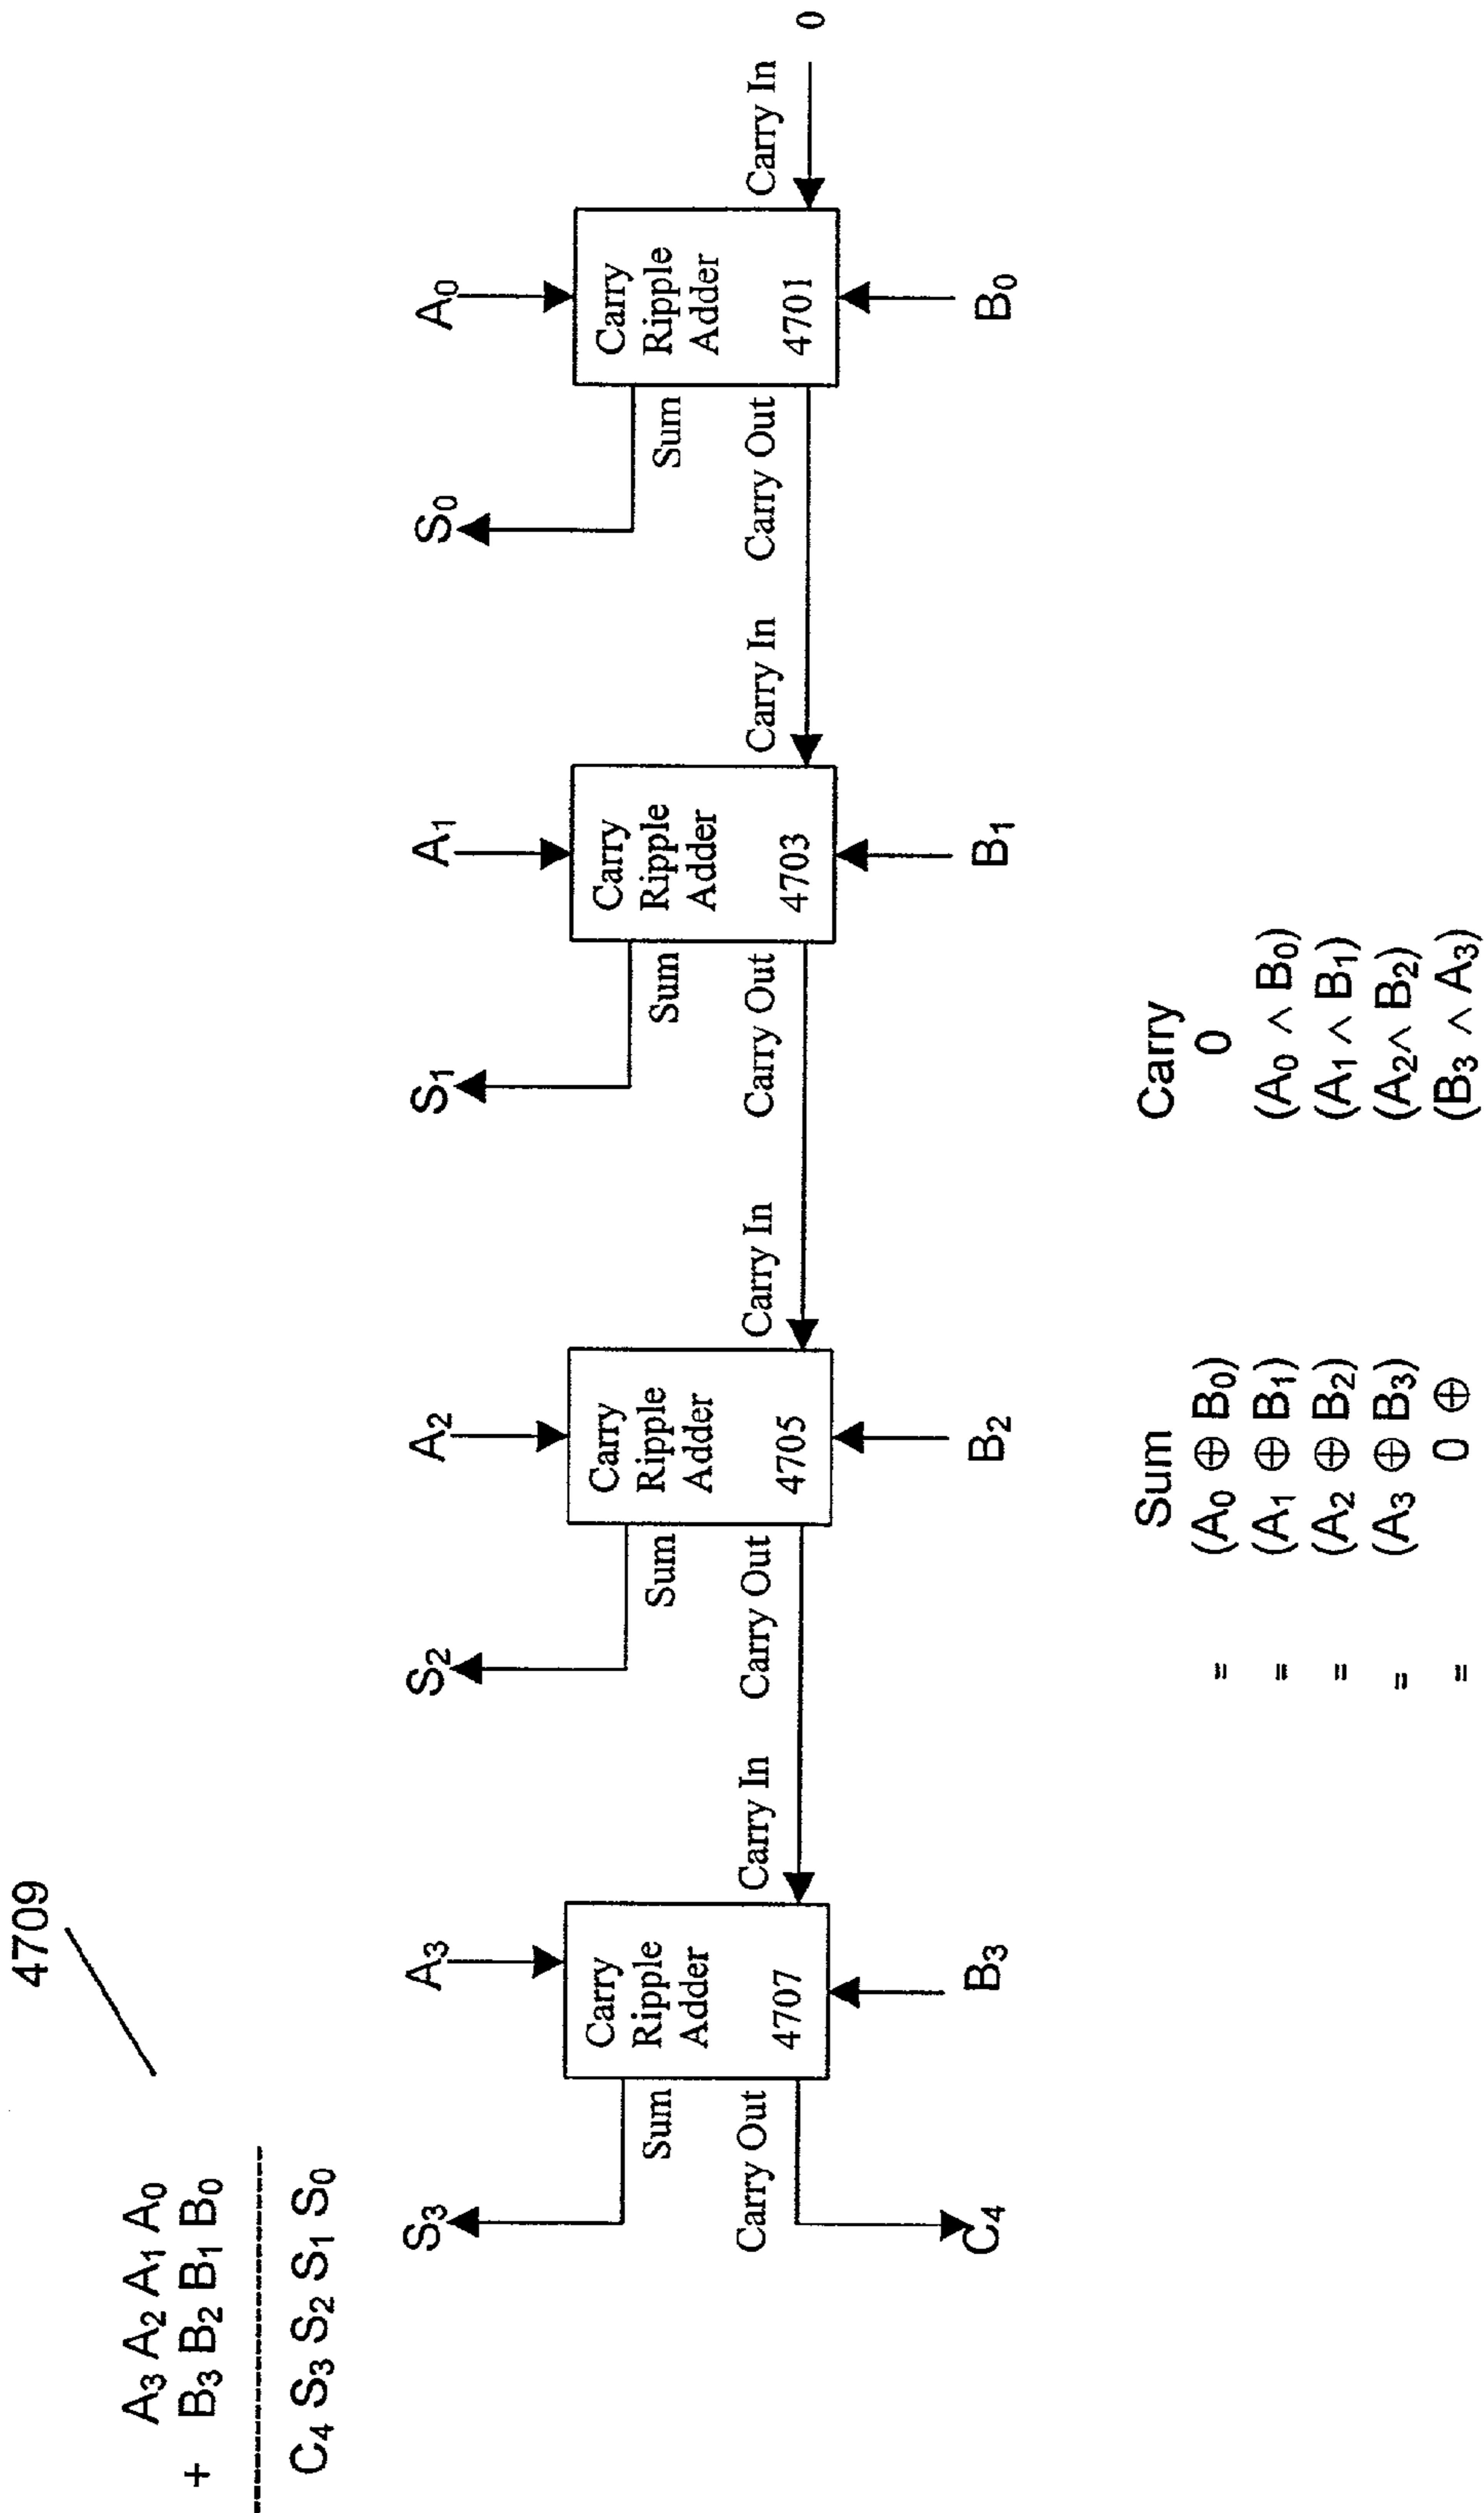 4709
A3 A2 A1 A0
+ B3 B2 B1 B0
C4 S3 S2 S1 S0
S3 A3 S2 A2 S1 A1 S0 A0
Carry Ripple Adder 4707
Carry Ripple Adder 4705
Carry Ripple Adder 4703
Carry Ripple Adder 4701
Sum Sum Sum Sum
Carry Out Carry In Carry Out Carry In Carry Out Carry In Carry Out Carry In
0
C4 B3 B2 B1 B0
Sum Carry
= (A0 ⊕ B0) 0
= (A1 ⊕ B1) (A0 ∧ B0)
= (A2 ⊕ B2) (A1 ∧ B1)
= (A3 ⊕ B3) (A2 ∧ B2)
= 0 ⊕ (B3 ∧ A3)